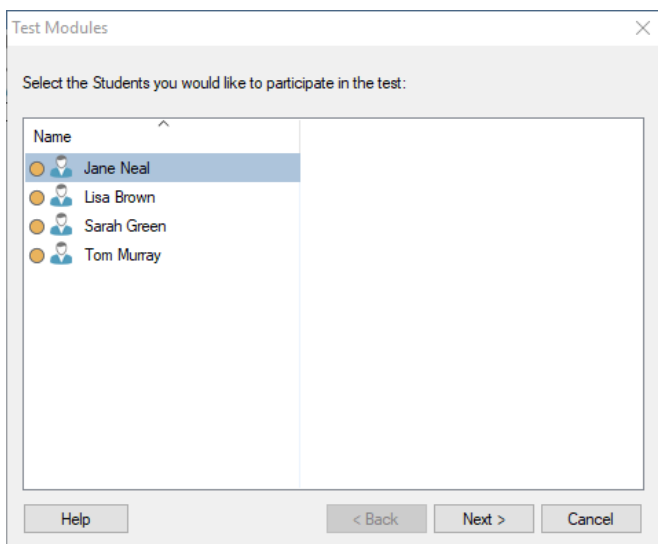 Test Modules
Select the Students you would like to participate in the test:
Name
Jane Neal
Lisa Brown
Sarah Green
Tom Murray
Help
< Back
Next >
Cancel